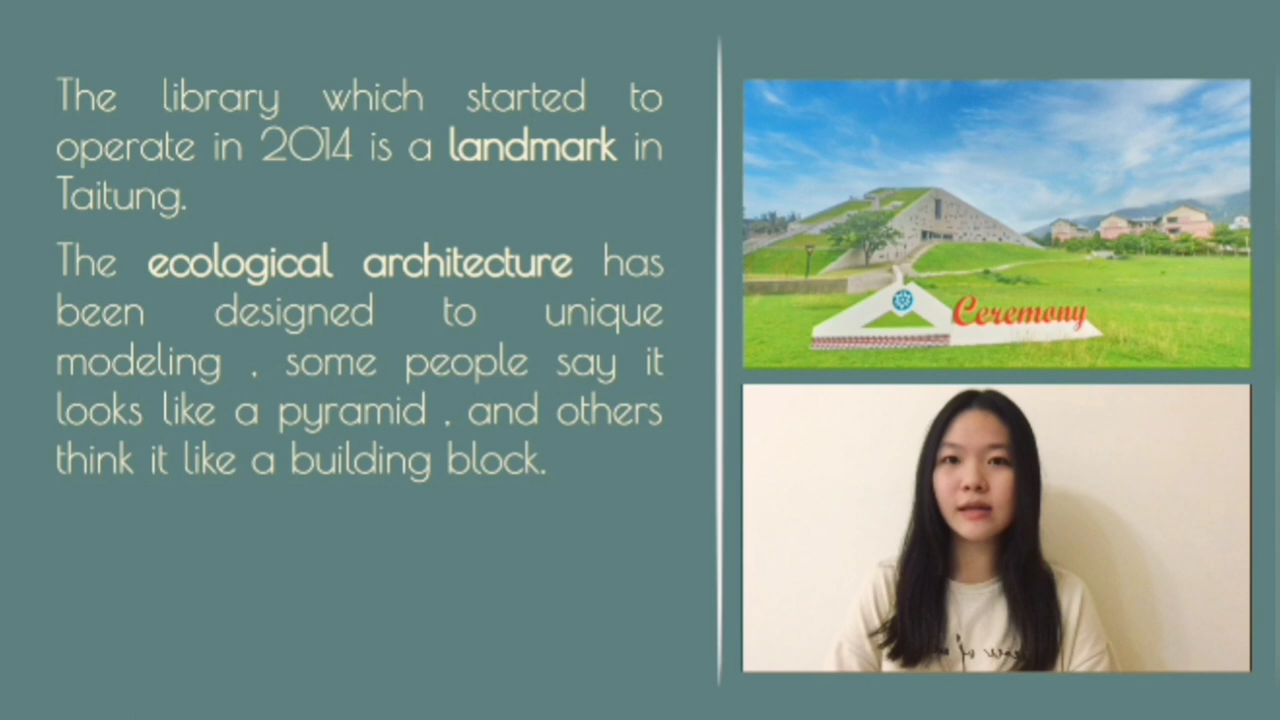 The library which started to
operate in 2014 is a landmark in
Taitung.
The ecological architecture has
been designed to unique
modeling , some people say it
looks like a pyramid , and others
think it like a building block.
Ceremony